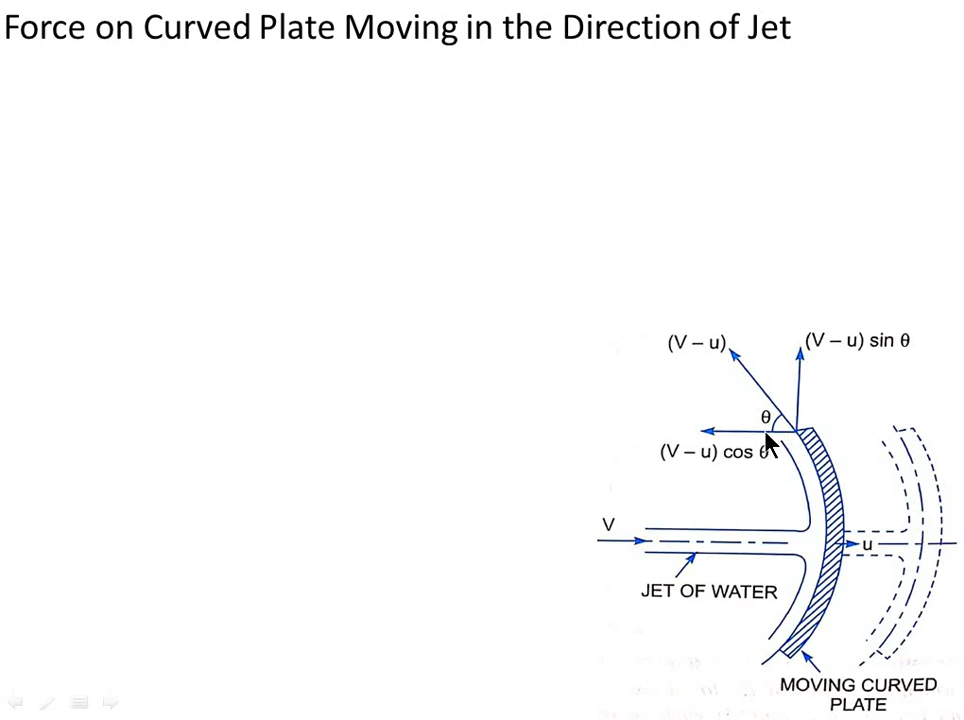 Force on Curved Plate Moving in the Direction of Jet
(V – u)
(V – u) sin θ
θ
(V – u) cos θ
V
u
JET OF WATER
MOVING CURVED
PLATE